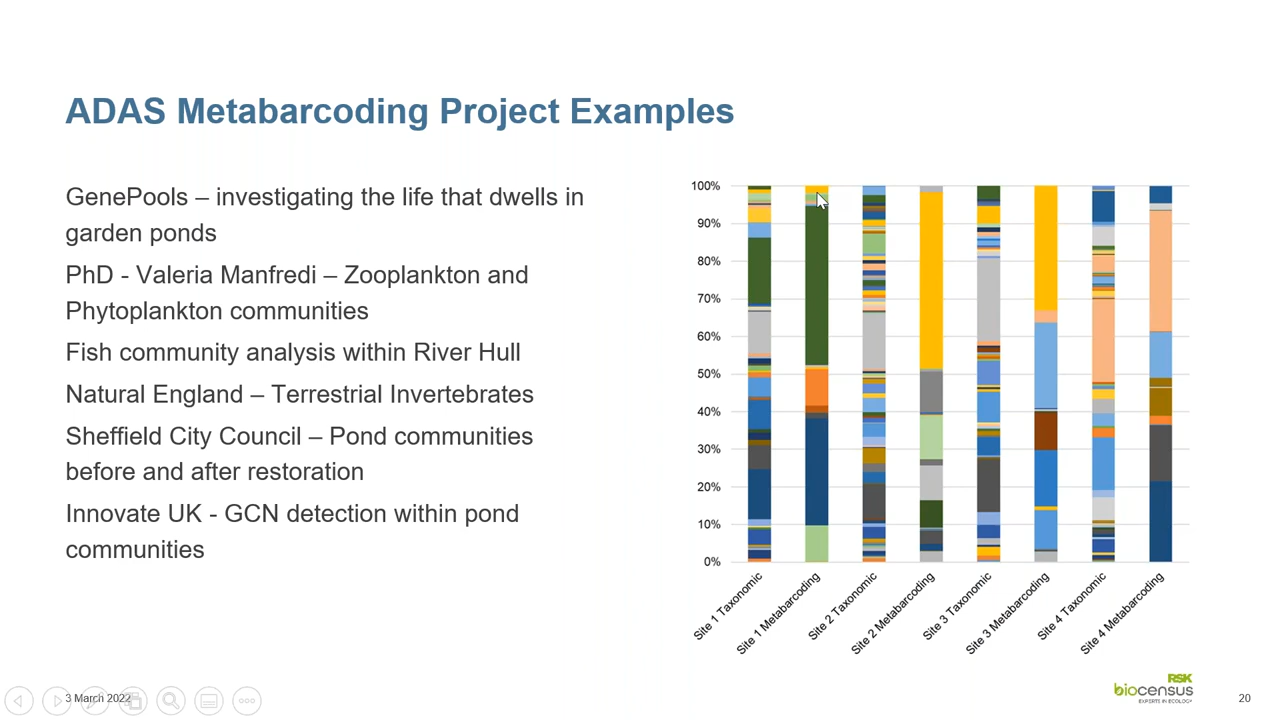 ADAS Metabarcoding Project Examples
GenePools – investigating the life that dwells in
garden ponds
PhD - Valeria Manfredi – Zooplankton and
Phytoplankton communities
Fish community analysis within River Hull
Natural England – Terrestrial Invertebrates
Sheffield City Council – Pond communities
before and after restoration
Innovate UK - GCN detection within pond
communities
100%
90%
80%
70%
60%
50%
40%
30%
20%
10%
0%
Site 1 Taxonomic
Site 1 Metabarcoding
Site 2 Taxonomic
Site 2 Metabarcoding
Site 3 Taxonomic
Site 3 Metabarcoding
Site 4 Taxonomic
Site 4 Metabarcoding
3 March 2022
RSK
biocensus
EXPERTS IN ECOLOGY
20